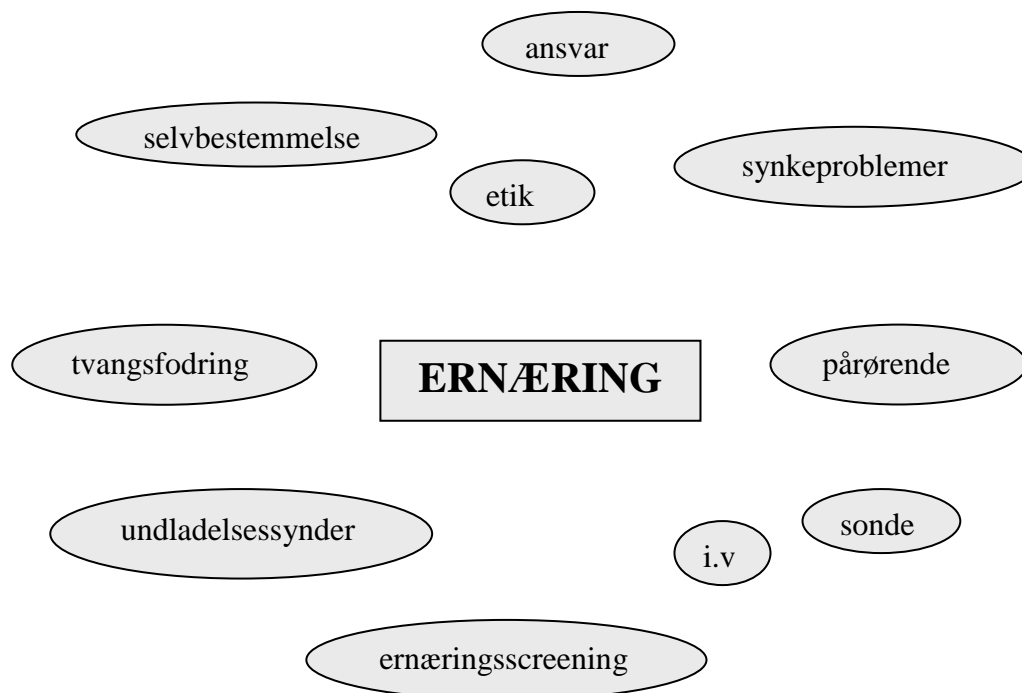 ansvar
selvbestemmelse
synkeproblemer
etik
tvangsfodring
ERNÆRING
pårørende
undladelsessynder
sonde
i.v
ernæringsscreening